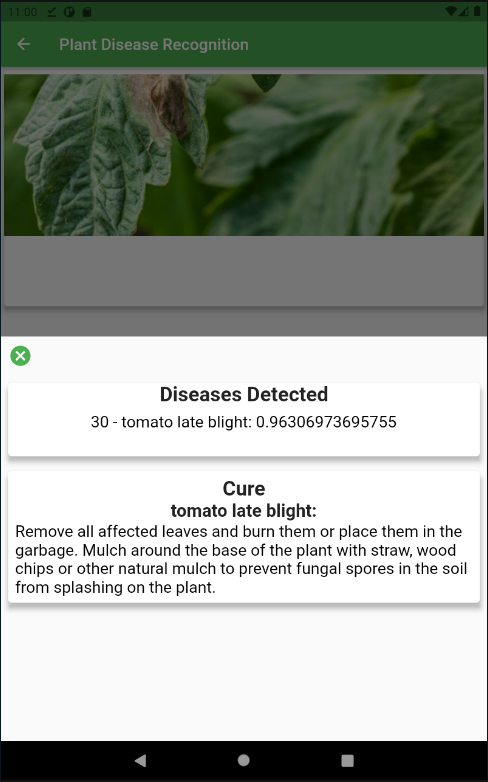 11:00
Plant Disease Recognition
Diseases Detected
30 - tomato late blight: 0.96306973695755
Cure
tomato late blight:
Remove all affected leaves and burn them or place them in the
garbage. Mulch around the base of the plant with straw, wood
chips or other natural mulch to prevent fungal spores in the soil
from splashing on the plant.